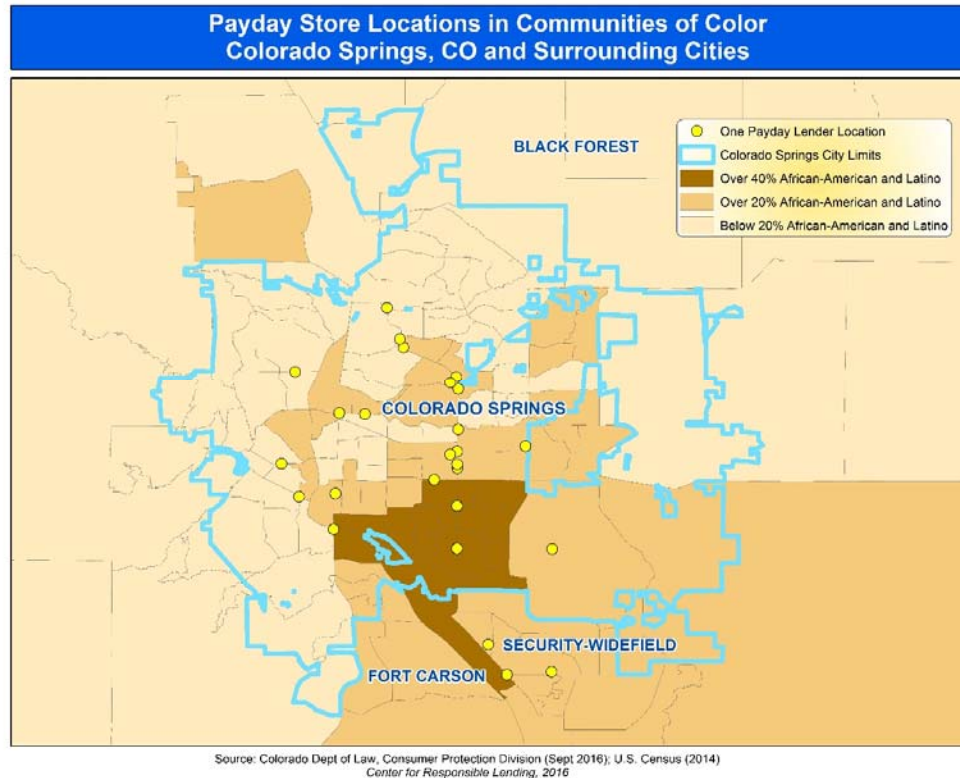 Payday Store Locations in Communities of Color
Colorado Springs, CO and Surrounding Cities
BLACK FOREST
One Payday Lender Location
Colorado Springs City Limits
Over 40% African-American and Latino
Over 20% African-American and Latino
Below 20% African-American and Latino
COLORADO SPRINGS
SECURITY-WIDEFIELD
FORT CARSON
Source: Colorado Dept of Law, Consumer Protection Division (Sept 2016); U.S. Census (2014)
Center for Responsible Lending, 2016